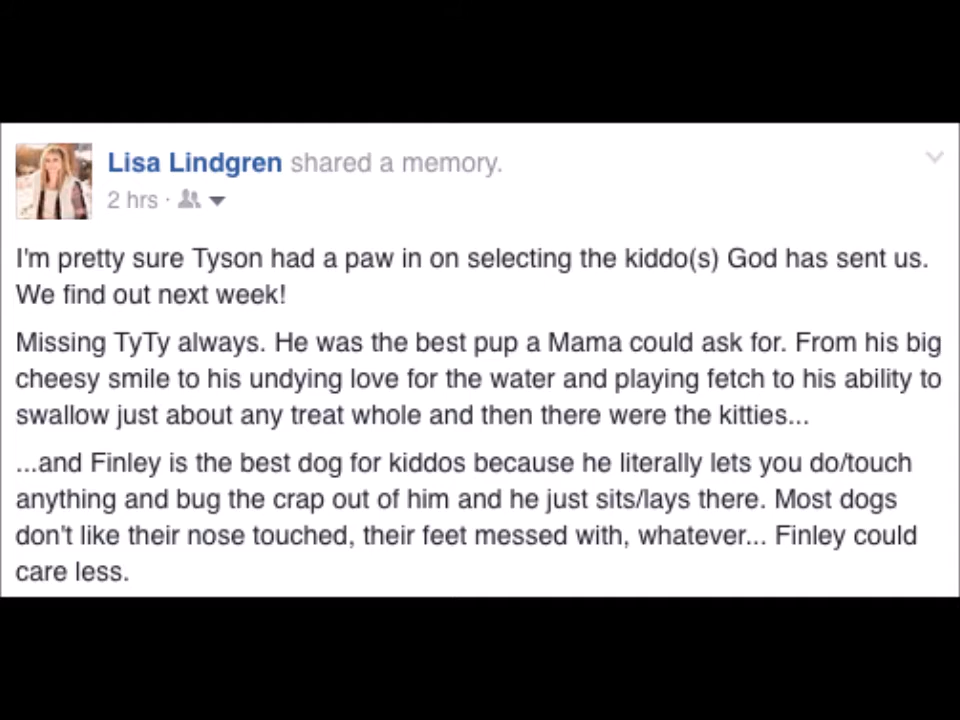 Lisa Lindgren shared a memory.
2 hrs ·
I'm pretty sure Tyson had a paw in on selecting the kiddo(s) God has sent us.
We find out next week!
Missing TyTy always. He was the best pup a Mama could ask for. From his big
cheesy smile to his undying love for the water and playing fetch to his ability to
swallow just about any treat whole and then there were the kitties...
...and Finley is the best dog for kiddos because he literally lets you do/touch
anything and bug the crap out of him and he just sits/lays there. Most dogs
don't like their nose touched, their feet messed with, whatever... Finley could
care less.